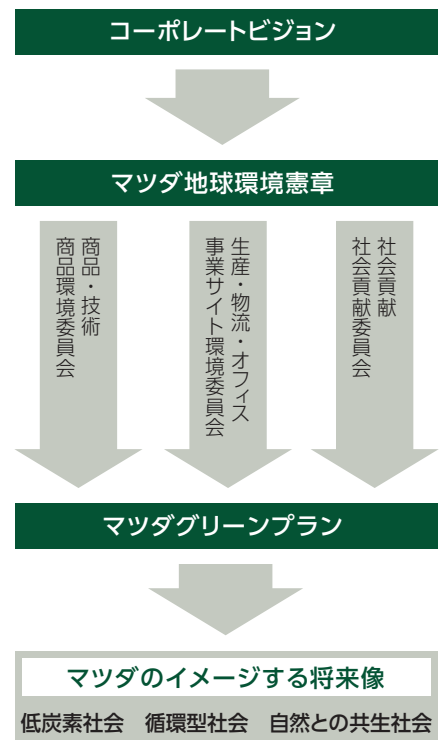 コーポレートビジョン
マツダ地球環境憲章
商品・技術
商品環境委員会
生産・物流・オフィス
事業サイト環境委員会
社会貢献
社会貢献委員会
マツダグリーンプラン
マツダのイメージする将来像
低炭素社会 循環型社会 自然との共生社会